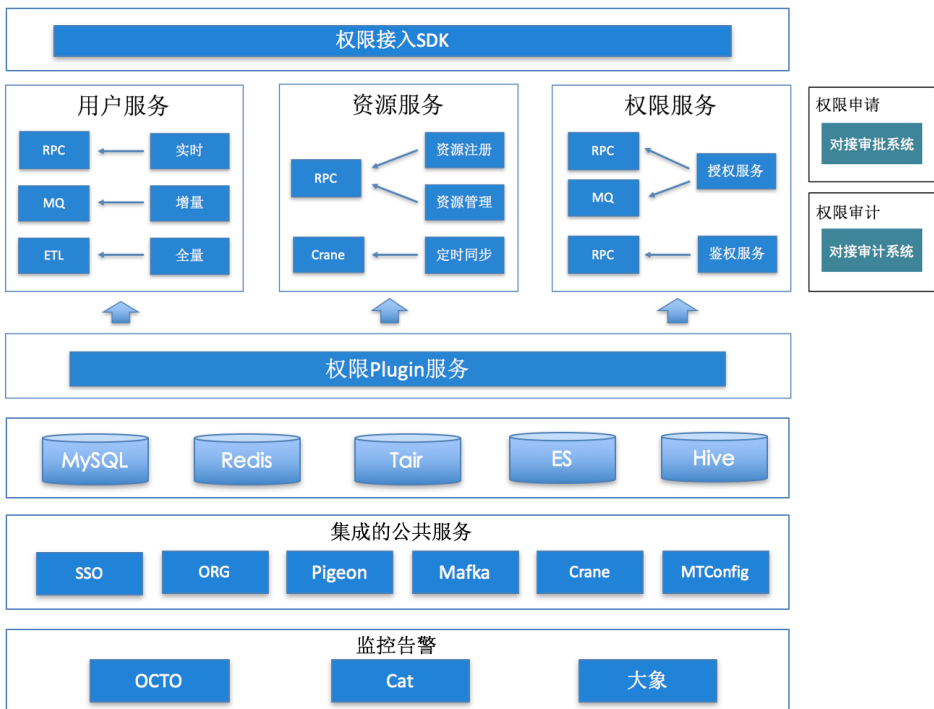 权限接入SDK
用户服务
RPC
实时
MQ
增量
ETL
全量
资源服务
RPC
资源注册
资源管理
Crane
定时同步
权限服务
RPC
MQ
授权服务
RPC
鉴权服务
权限申请
对接审批系统
权限审计
对接审计系统
权限Plugin服务
MySQL
Redis
Tair
ES
Hive
集成的公共服务
SSO
ORG
Pigeon
Mafka
Crane
MTConfig
监控告警
OCTO
Cat
大象